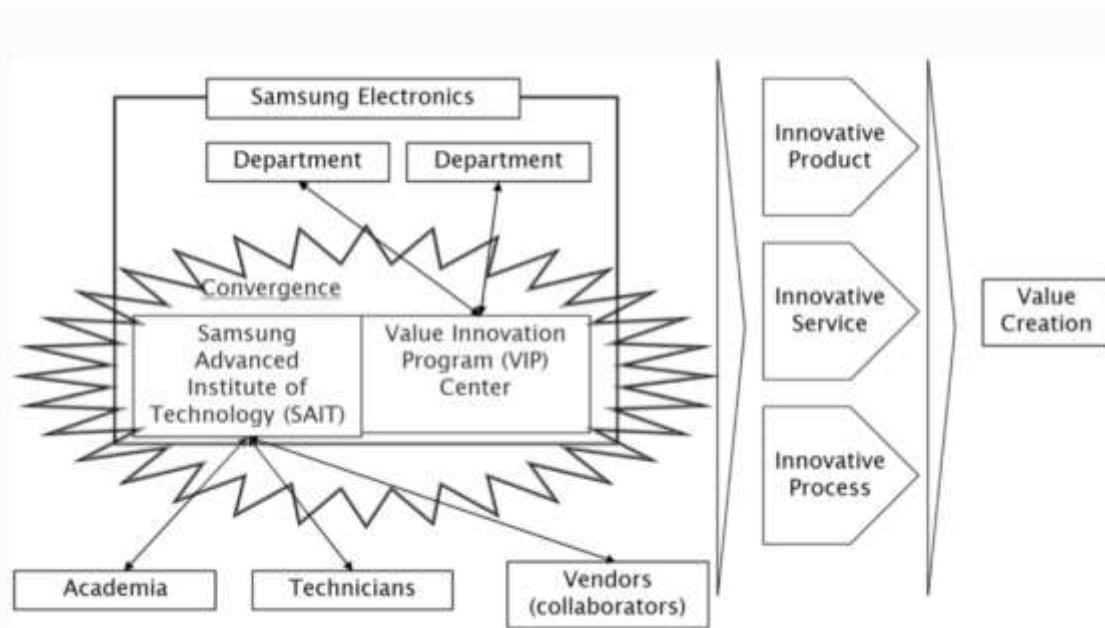 Samsung Electronics
Department
Department
Convergence
Samsung
Advanced
Institute of
Technology (SAIT)
Value Innovation
Program (VIP)
Center
Academia
Technicians
Vendors
(collaborators)
Innovative
Product
Innovative
Service
Innovative
Process
Value
Creation